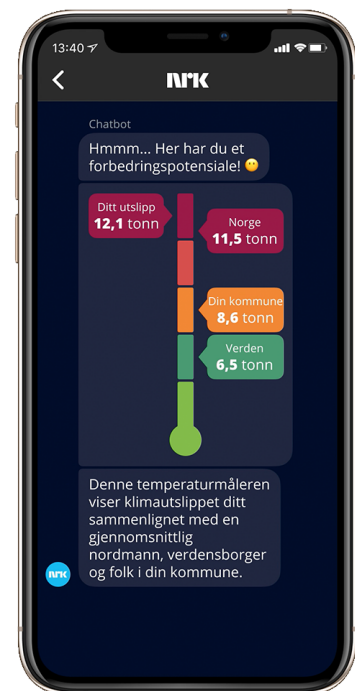 13:40
NRK
Chatbot
Hmmm... Her har du et
forbedringspotensiale! 😬
Ditt utslipp
12,1 tonn
Norge
11,5 tonn
Din kommune
8,6 tonn
Verden
6,5 tonn
Denne temperaturmåleren
viser klimautslippet ditt
sammenlignet med en
gjennomsnittlig
nordmann, verdensborger
og folk i din kommune.
NRK